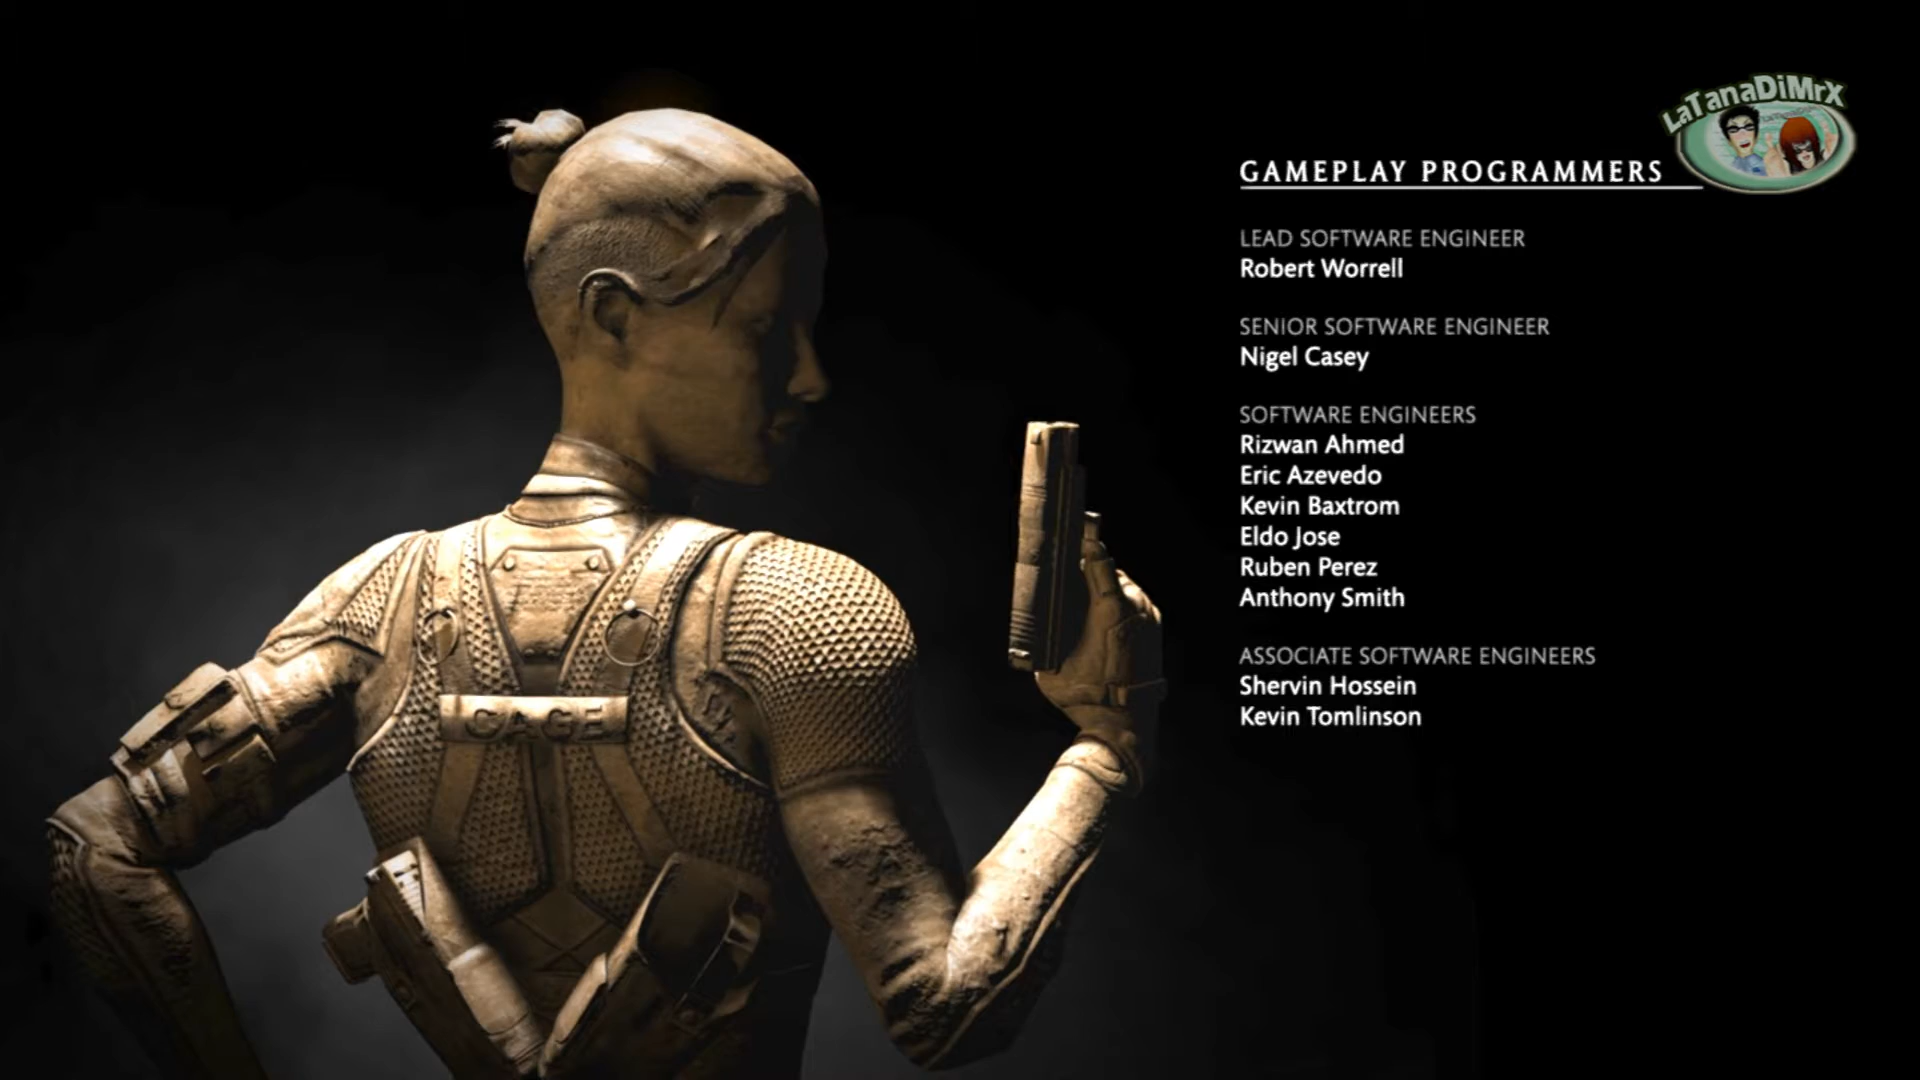 LaTanaDiMrX
GAMEPLAY PROGRAMMERS
LEAD SOFTWARE ENGINEER
Robert Worrell
SENIOR SOFTWARE ENGINEER
Nigel Casey
SOFTWARE ENGINEERS
Rizwan Ahmed
Eric Azevedo
Kevin Baxtrom
Eldo Jose
Ruben Perez
Anthony Smith
ASSOCIATE SOFTWARE ENGINEERS
Shervin Hossein
Kevin Tomlinson
CAGE